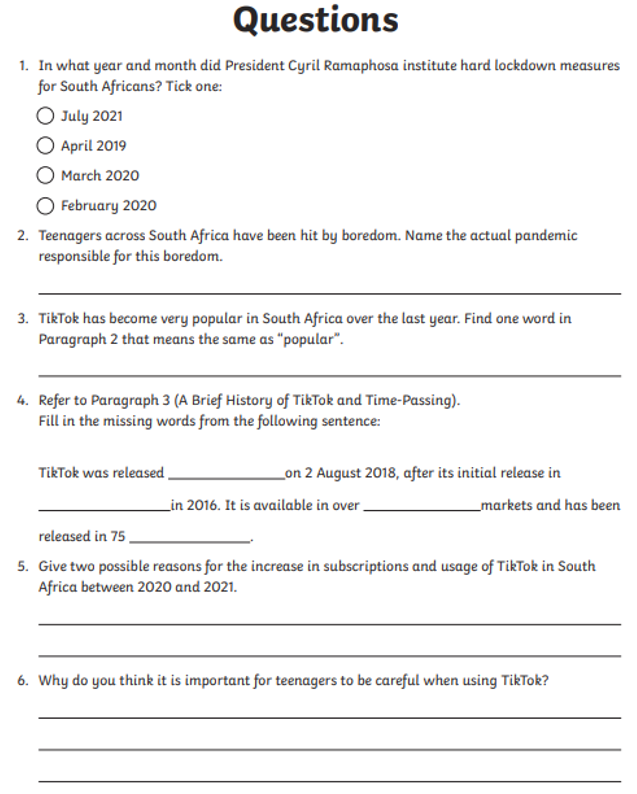 Questions
1. In what year and month did President Cyril Ramaphosa institute hard lockdown measures
for South Africans? Tick one:
July 2021
April 2019
March 2020
February 2020
2. Teenagers across South Africa have been hit by boredom. Name the actual pandemic
responsible for this boredom.
3. TikTok has become very popular in South Africa over the last year. Find one word in
Paragraph 2 that means the same as "popular".
4. Refer to Paragraph 3 (A Brief History of TikTok and Time-Passing).
Fill in the missing words from the following sentence:
TikTok was released ______________on 2 August 2018, after its initial release in
________________in 2016. It is available in over ______________markets and has been
released in 75 ______________.
5. Give two possible reasons for the increase in subscriptions and usage of TikTok in South
Africa between 2020 and 2021.
6. Why do you think it is important for teenagers to be careful when using TikTok?